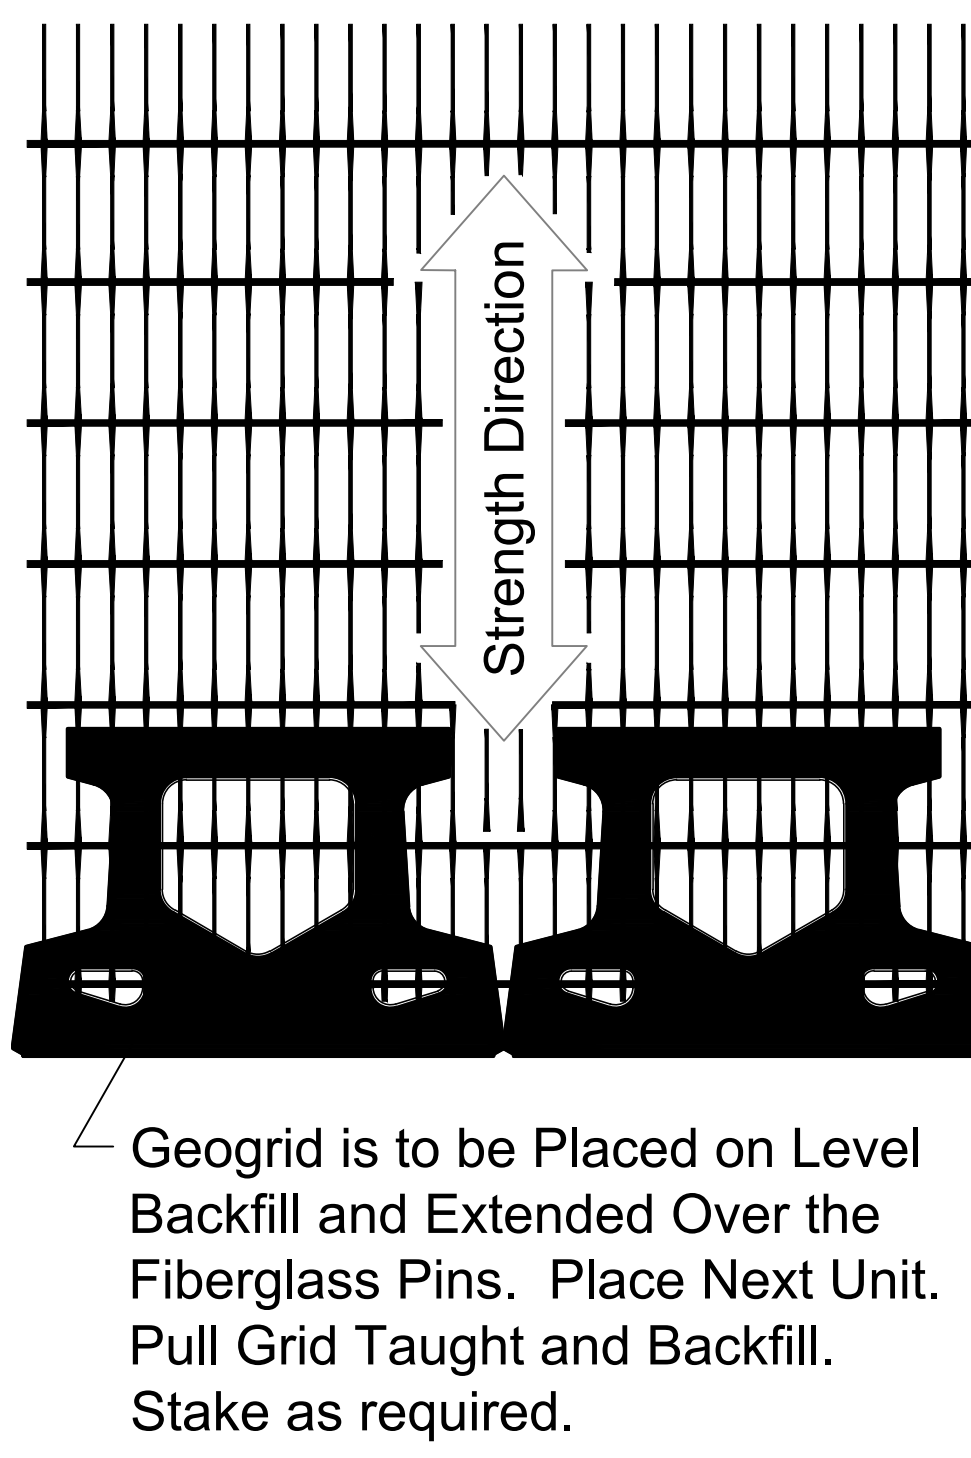 Strength Direction
Geogrid is to be Placed on Level
Backfill and Extended Over the
Fiberglass Pins.  Place Next Unit.
Pull Grid Taught and Backfill.
Stake as required.